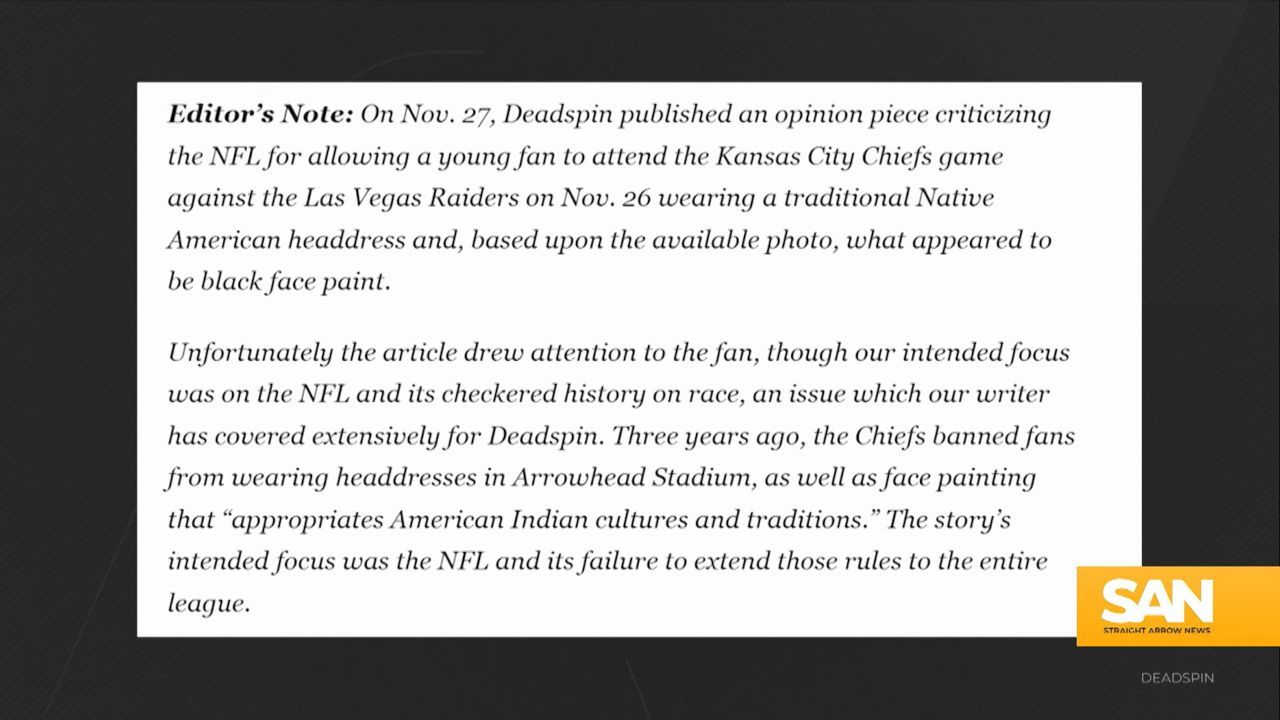 Editor's Note: On Nov. 27, Deadspin published an opinion piece criticizing
the NFL for allowing a young fan to attend the Kansas City Chiefs game
against the Las Vegas Raiders on Nov. 26 wearing a traditional Native
American headdress and, based upon the available photo, what appeared to
be black face paint.
Unfortunately the article drew attention to the fan, though our intended focus
was on the NFL and its checkered history on race, an issue which our writer
has covered extensively for Deadspin. Three years ago, the Chiefs banned fans
from wearing headdresses in Arrowhead Stadium, as well as face painting
that “appropriates American Indian cultures and traditions.” The story’s
intended focus was the NFL and its failure to extend those rules to the entire
league.
SAN
STRAIGHT ARROW NEWS
DEADSPIN